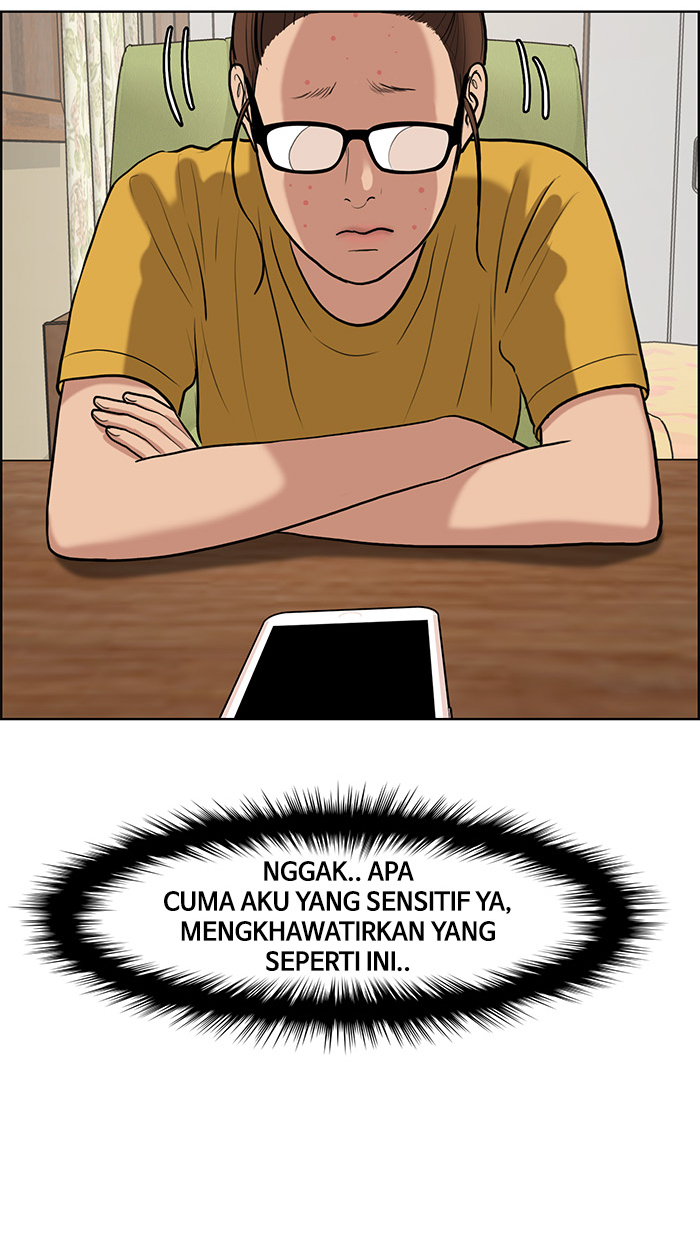 NGGAK.. APA
CUMA AKU YANG SENSITIF YA,
MENGKHAWATIRKAN YANG
SEPERTI INI..